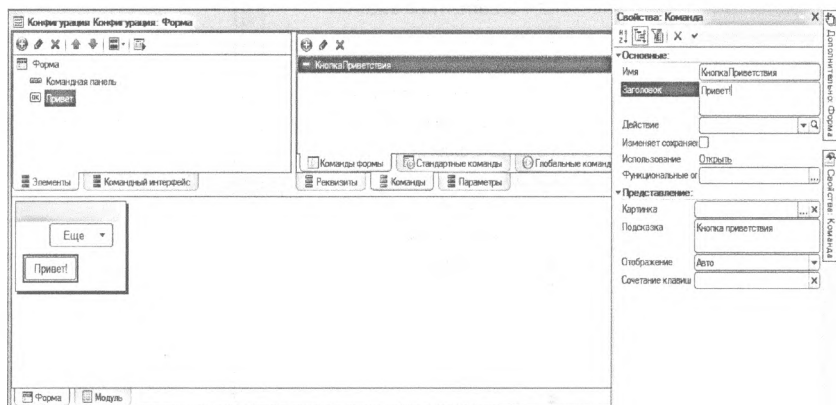 Конфигурация Конфигурация: Форма
Форма
Командная панель
Привет
Элементы
Командный интерфейс
КнопкаПриветствия
Команды формы
Стандартные команды
Глобальные команд
Реквизиты
Команды
Параметры
Еще
Привет!
Форма
Модуль
Свойства: Команда
Основные:
Имя КнопкаПриветствия
Заголовок Привет!
Действие
Изменяет сохраняе
Использование Открыть
Функциональные оп
Представление:
Картинка
Подсказка Кнопка приветствия
Отображение Авто
Сочетание клавиш
Дополнительно: Форма
Свойства: Команда